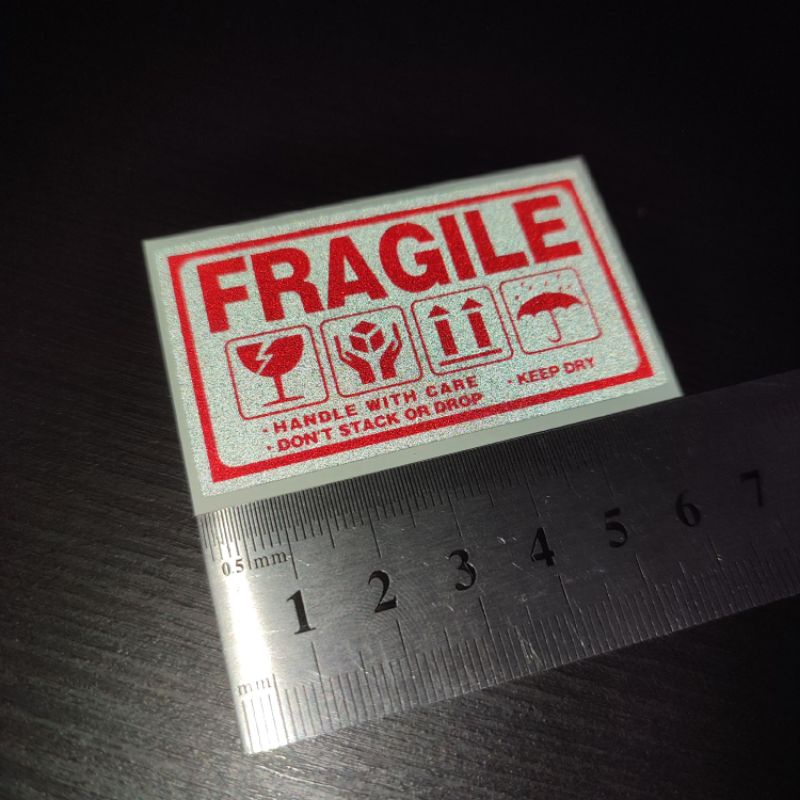 FRAGILE
· HANDLE WITH CARE
· DON'T STACK OR DROP
· KEEP DRY
0.5 mm
1 2 3 4 5 6 7
mm